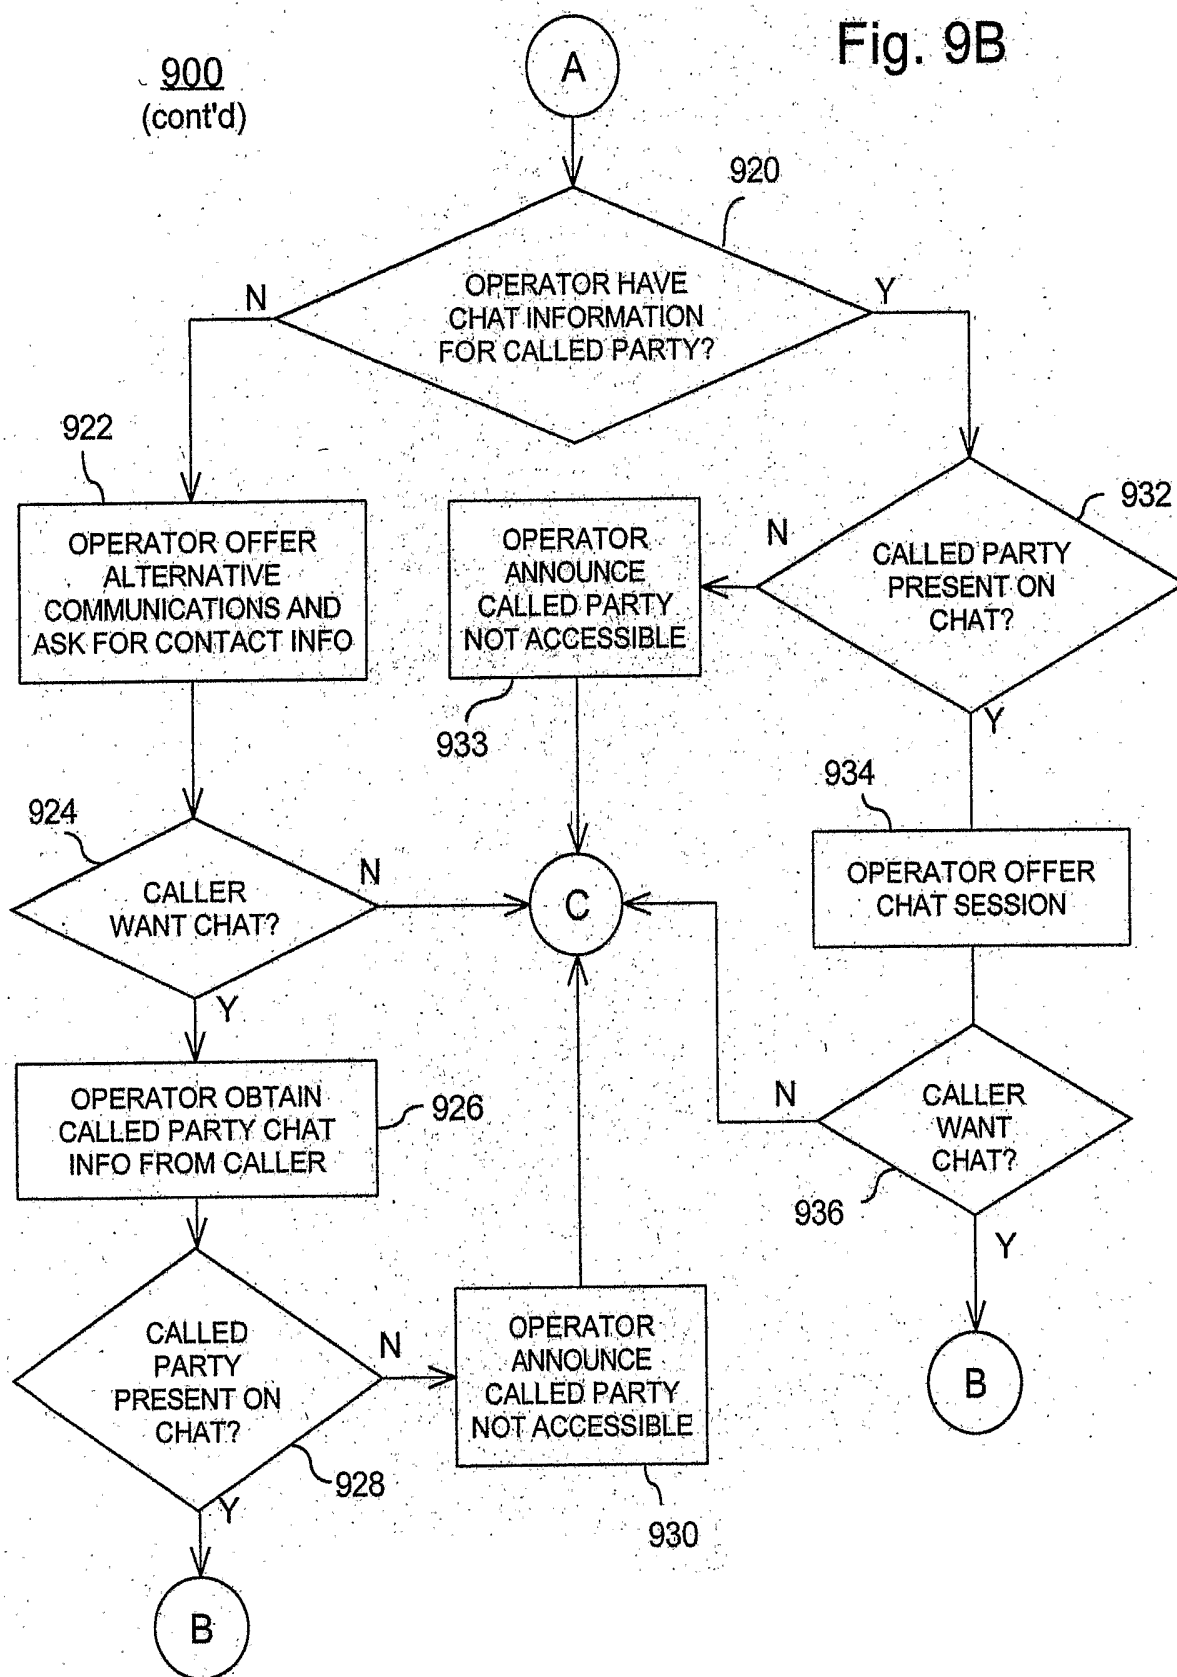 Fig. 9B
900
(cont'd)
A
920
OPERATOR HAVE
CHAT INFORMATION
FOR CALLED PARTY?
N
Y
922
OPERATOR OFFER
ALTERNATIVE
COMMUNICATIONS AND
ASK FOR CONTACT INFO
OPERATOR
ANNOUNCE
CALLED PARTY
NOT ACCESSIBLE
933
N
932
CALLED PARTY
PRESENT ON
CHAT?
Y
934
OPERATOR OFFER
CHAT SESSION
924
CALLER
WANT CHAT?
N
C
Y
OPERATOR OBTAIN
CALLED PARTY CHAT
INFO FROM CALLER
926
N
CALLER
WANT
CHAT?
936
Y
B
CALLED
PARTY
PRESENT ON
CHAT?
N
928
OPERATOR
ANNOUNCE
CALLED PARTY
NOT ACCESSIBLE
930
Y
B